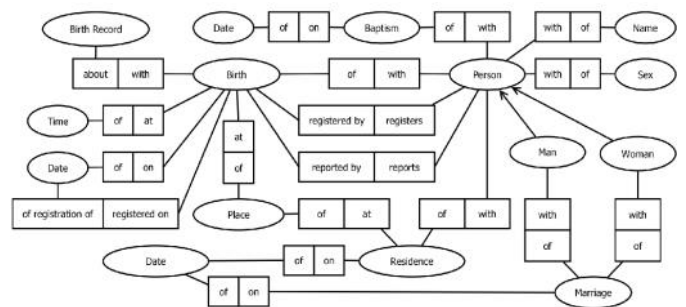 Birth Record
Date
of on
Baptism
of with
with of
Name
about with
Birth
of with
Person
with of
Sex
Time
of at
at
of
registered by registers
Man
Woman
Date
of on
reported by reports
of registration of registered on
Place
of at
of with
with
of
with
of
Date
of on
Residence
of on
Marriage